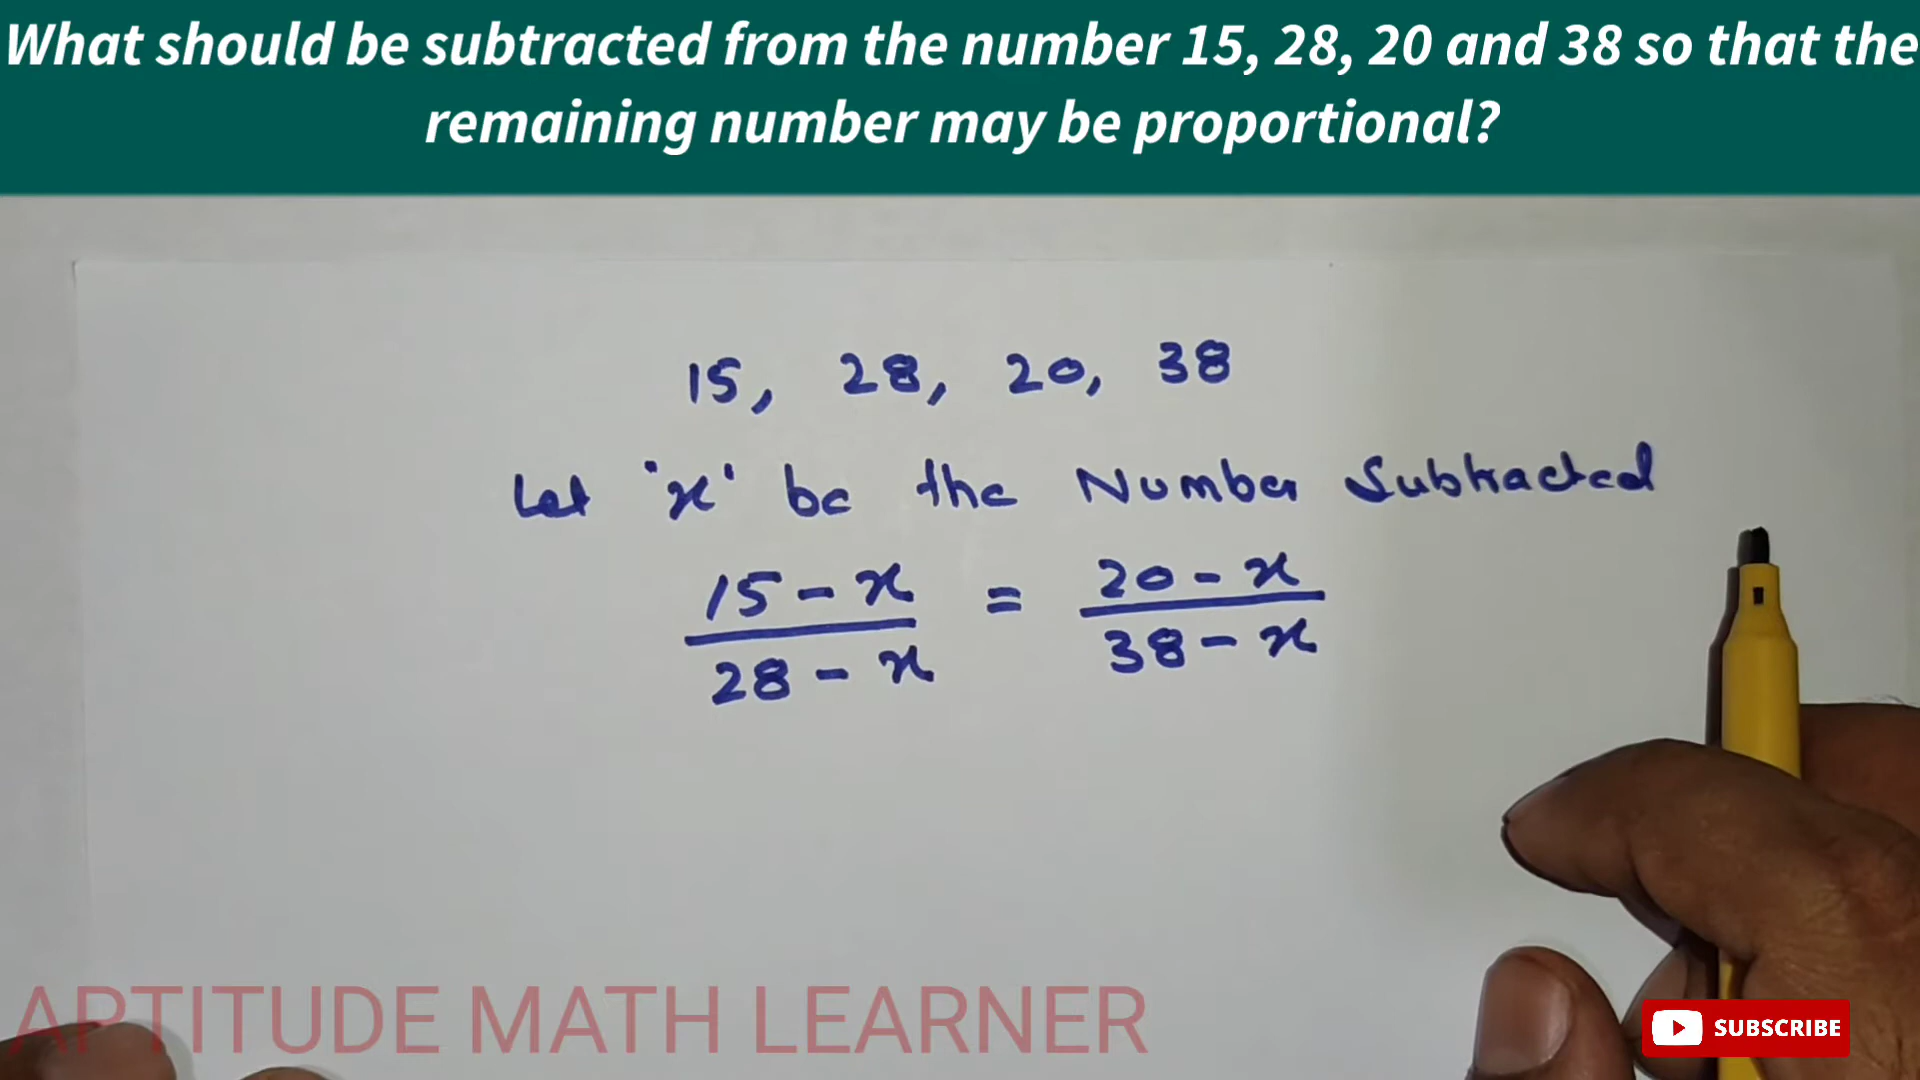 What should be subtracted from the number 15, 28, 20 and 38 so that the
remaining number may be proportional?
15, 28, 20, 38
Let 'x' be the Number Subtracted
15 - x = 20 - x
28 - x 38 - x
APTITUDE MATH LEARNER
SUBSCRIBE